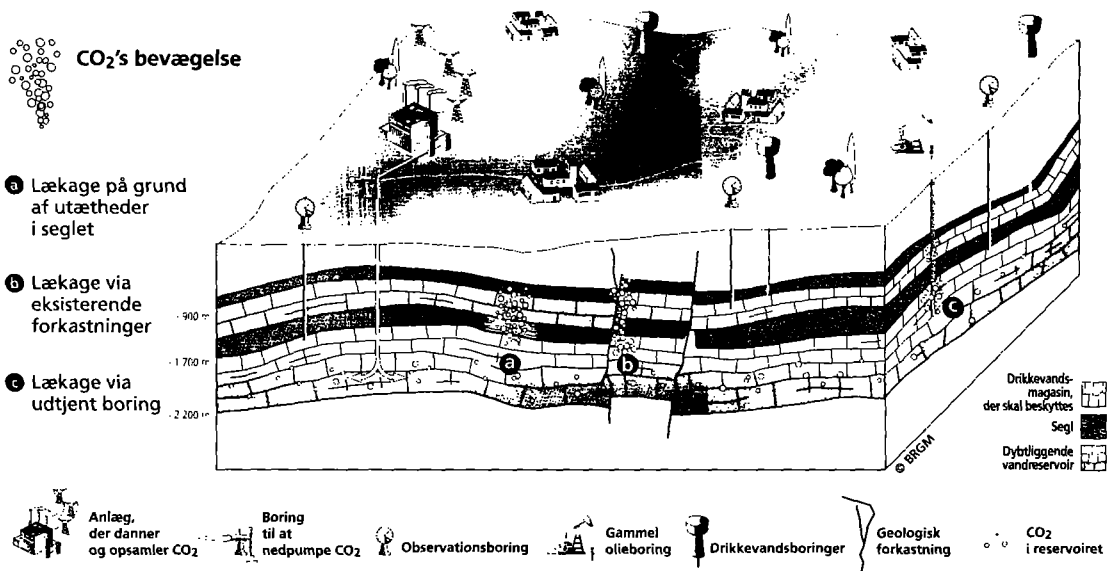 CO₂'s bevægelse
a Lækage på grund
af utætheder
i seglet
b Lækage via
eksisterende
forkastninger
c Lækage via
udtjent boring
- 900 m
- 1 700 m
- 2 200 m
a
b
c
© BRGM
Drikkevands-
magasin,
der skal beskyttes
Segl
Dybtliggende
vandreservoir
Anlæg,
der danner
og opsamler CO₂
Boring
til at
nedpumpe CO₂
Observationsboring
Gammel
olieboring
Drikkevandsboringer
Geologisk
forkastning
CO₂
i reservoiret